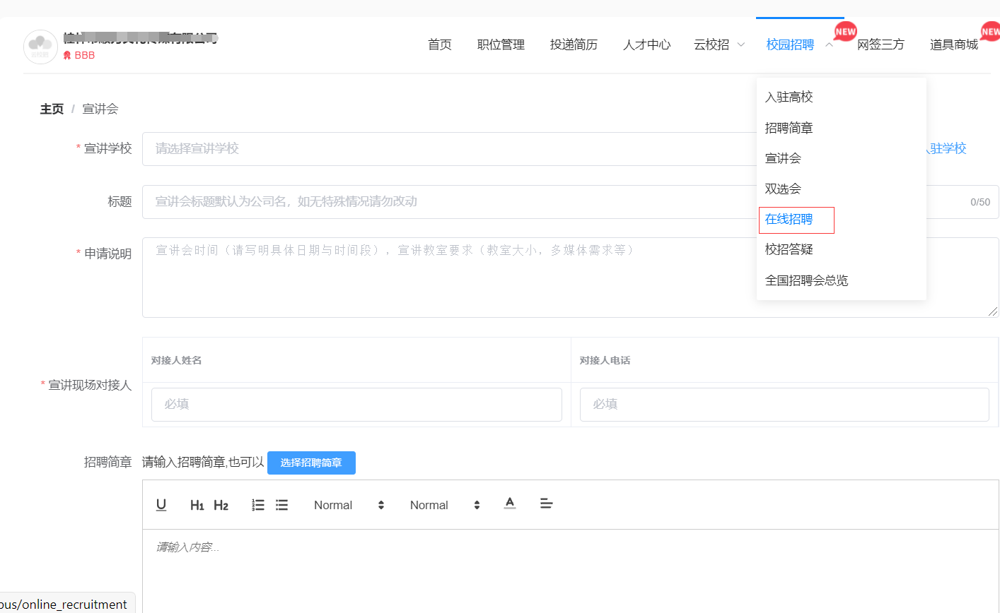 BBB
首页 职位管理 投递简历 人才中心 云校招 校园招聘 NEW 网签三方 道具商城 NEW
入驻高校
招聘简章
宣讲会
双选会
在线招聘
校招答疑
全国招聘会总览
主页 / 宣讲会
* 宣讲学校 请选择宣讲学校 驻学校
标题 宣讲会标题默认为公司名，如无特殊情况请勿改动 0/50
* 申请说明 宣讲会时间（请写明具体日期与时间段），宣讲教室要求（教室大小，多媒体需求等）
对接人姓名 对接人电话
* 宣讲现场对接人 必填 必填
招聘简章 请输入招聘简章,也可以 选择招聘简章
U H1 H2 Normal Normal A
请输入内容...
ous/online_recruitment